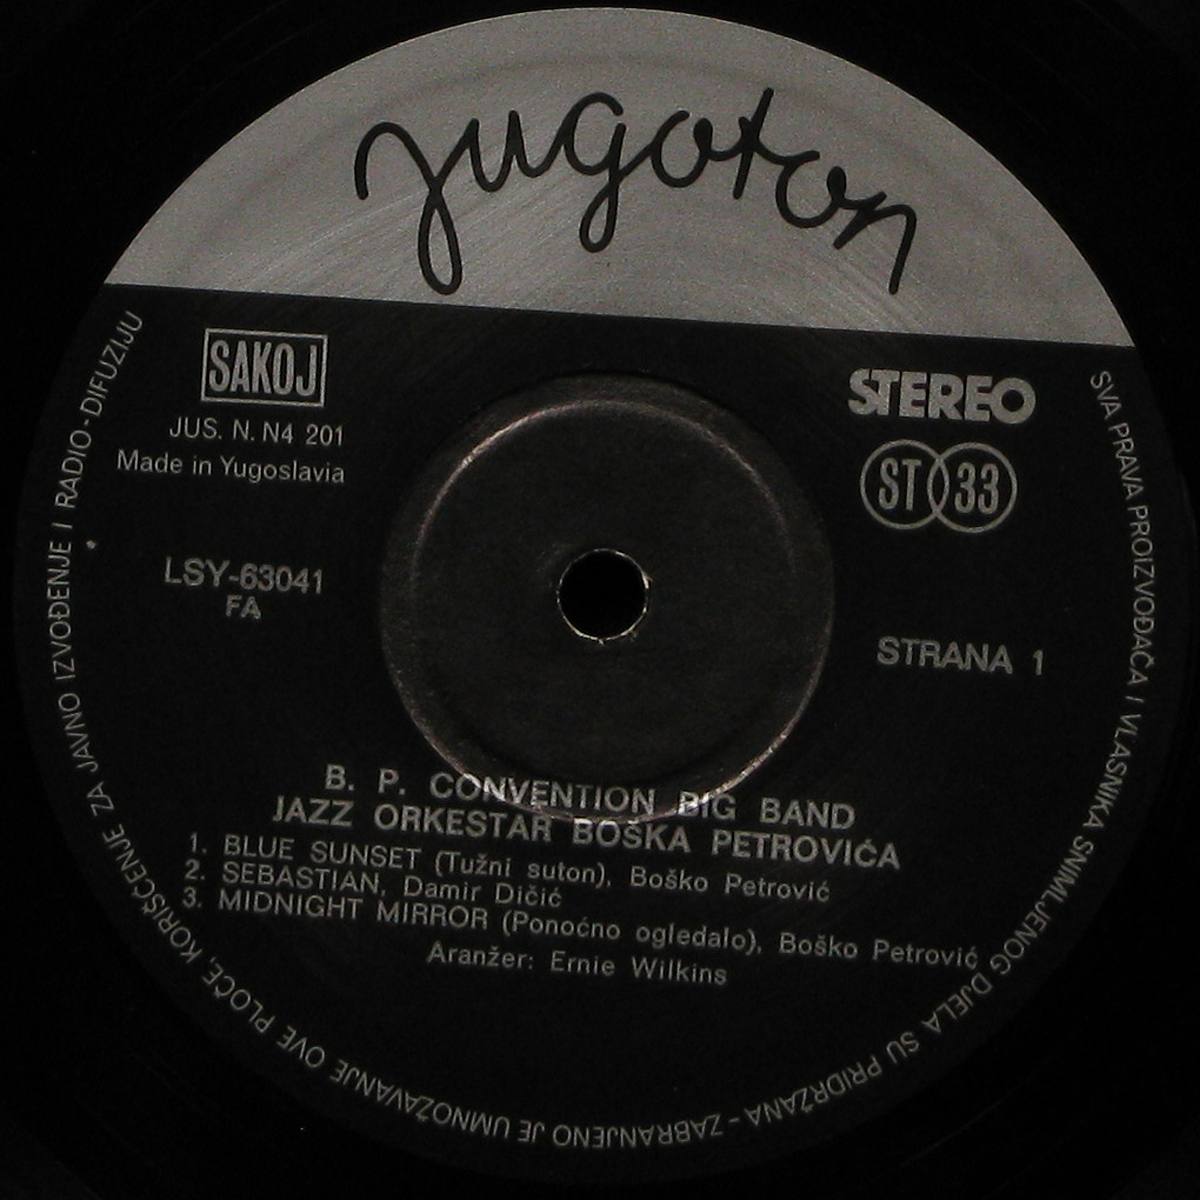 jugoton
SAKOJ
JUS. N. N4 201
Made in Yugoslavia
STEREO
ST 33
LSY-63041
FA
STRANA 1
B. P. CONVENTION BIG BAND
JAZZ ORKESTAR BOŠKA PETROVIĆA
1. BLUE SUNSET (Tužni suton), Boško Petrović
2. SEBASTIAN, Damir Dičić
3. MIDNIGHT MIRROR (Ponoćno ogledalo), Boško Petrović
Aranžer: Ernie Wilkins
SVA PRAVA PROIZVOĐAČA I VLASNIKA SNIMLJENOG DJELA SU PRIDRŽANA - ZABRANJENO JE UMNOŽAVANJE OVE PLOČE, KORIŠĆENJE ZA JAVNO IZVOĐENJE I RADIO-DIFUZIJU